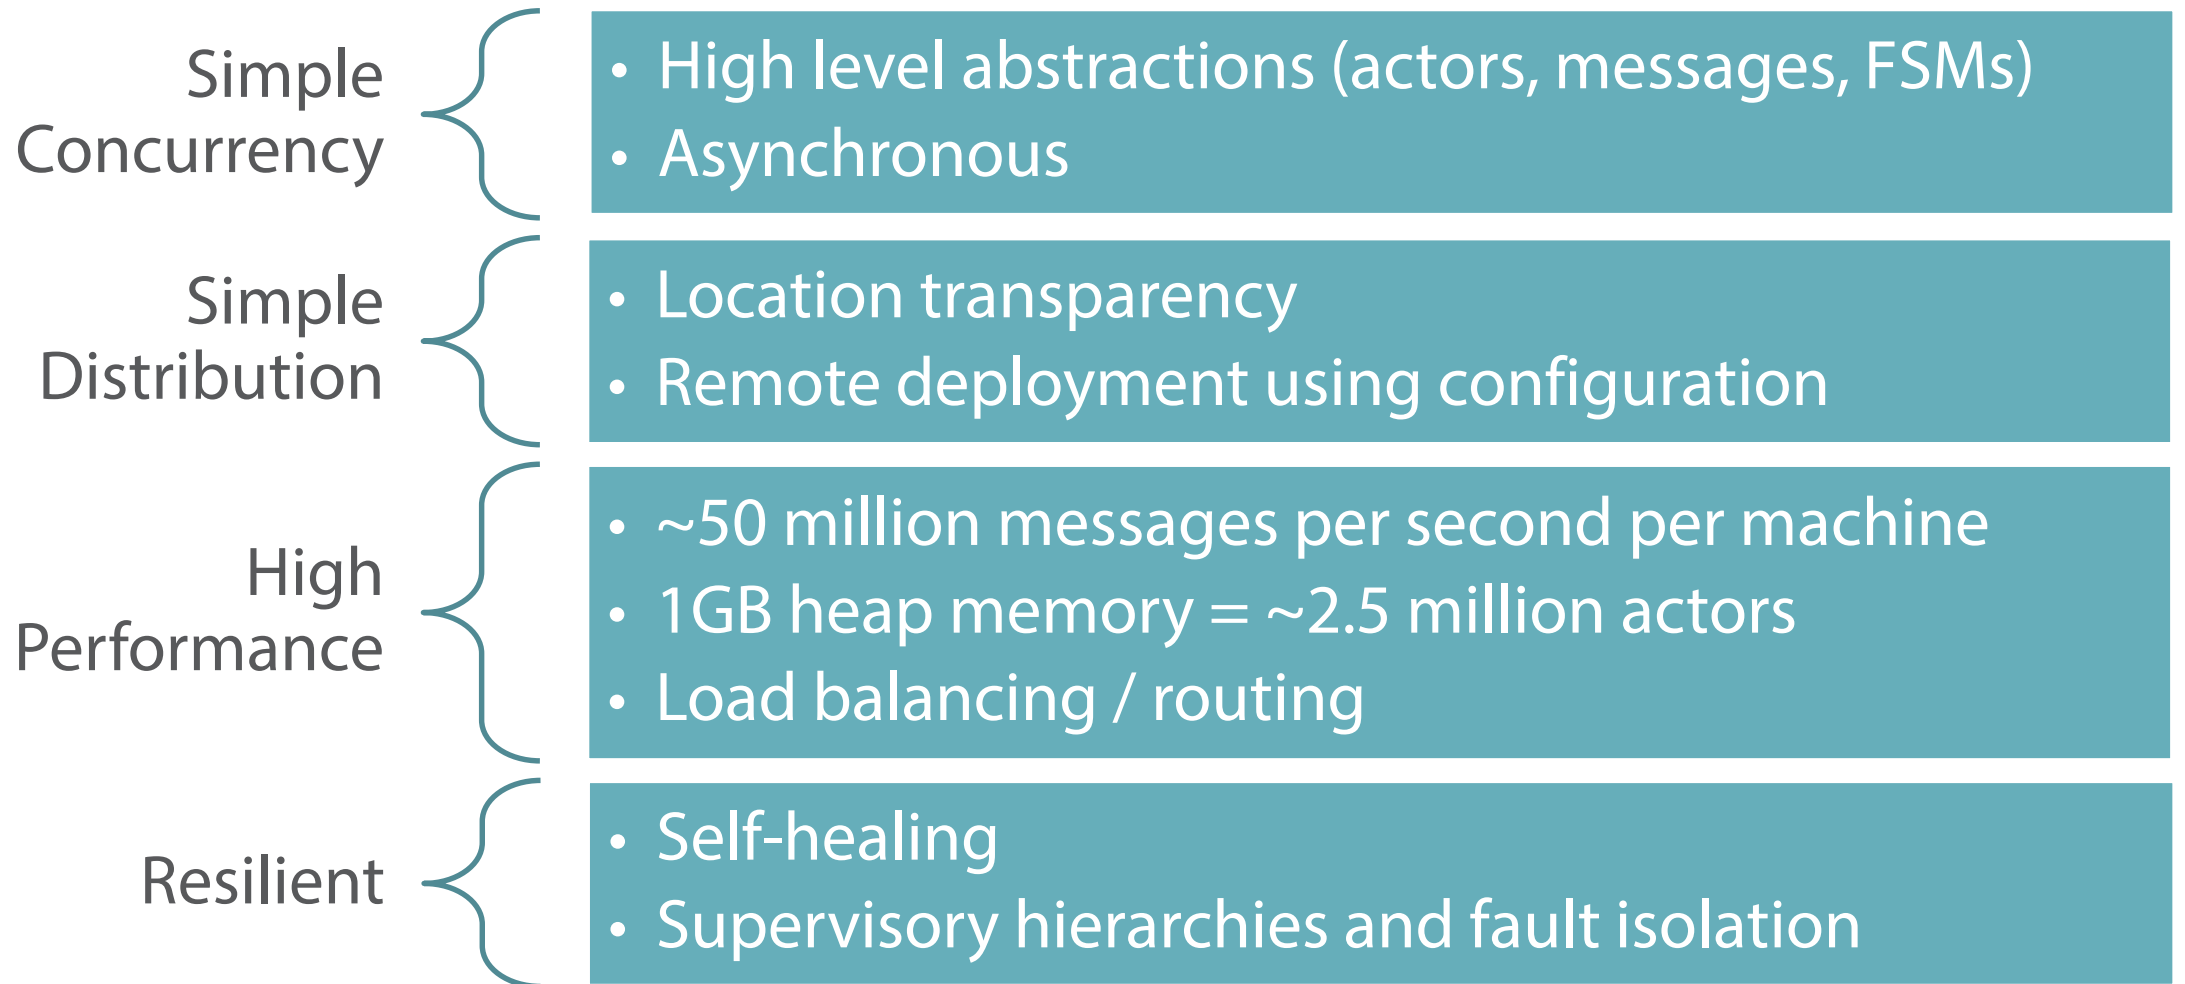 Simple
Concurrency
• High level abstractions (actors, messages, FSMs)
• Asynchronous
Simple
Distribution
• Location transparency
• Remote deployment using configuration
High
Performance
• ~50 million messages per second per machine
• 1GB heap memory = ~2.5 million actors
• Load balancing / routing
Resilient
• Self-healing
• Supervisory hierarchies and fault isolation